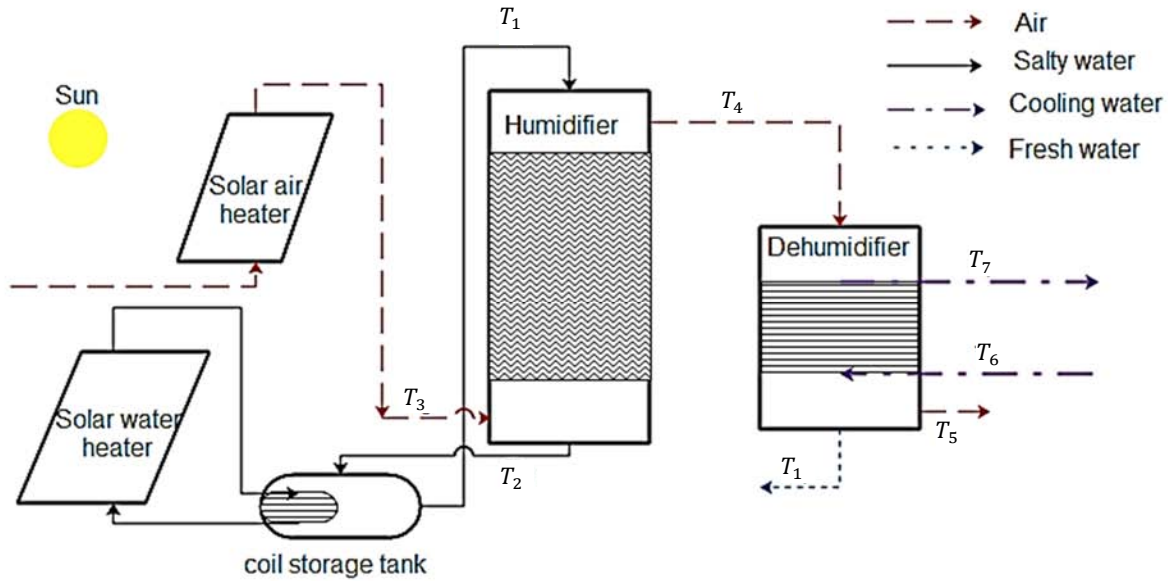 T₁
Air
Salty water
Cooling water
Fresh water
Sun
Humidifier
T₄
Solar air
heater
Dehumidifier
T₇
T₆
T₃
Solar water
heater
T₅
T₂
T₁
coil storage tank